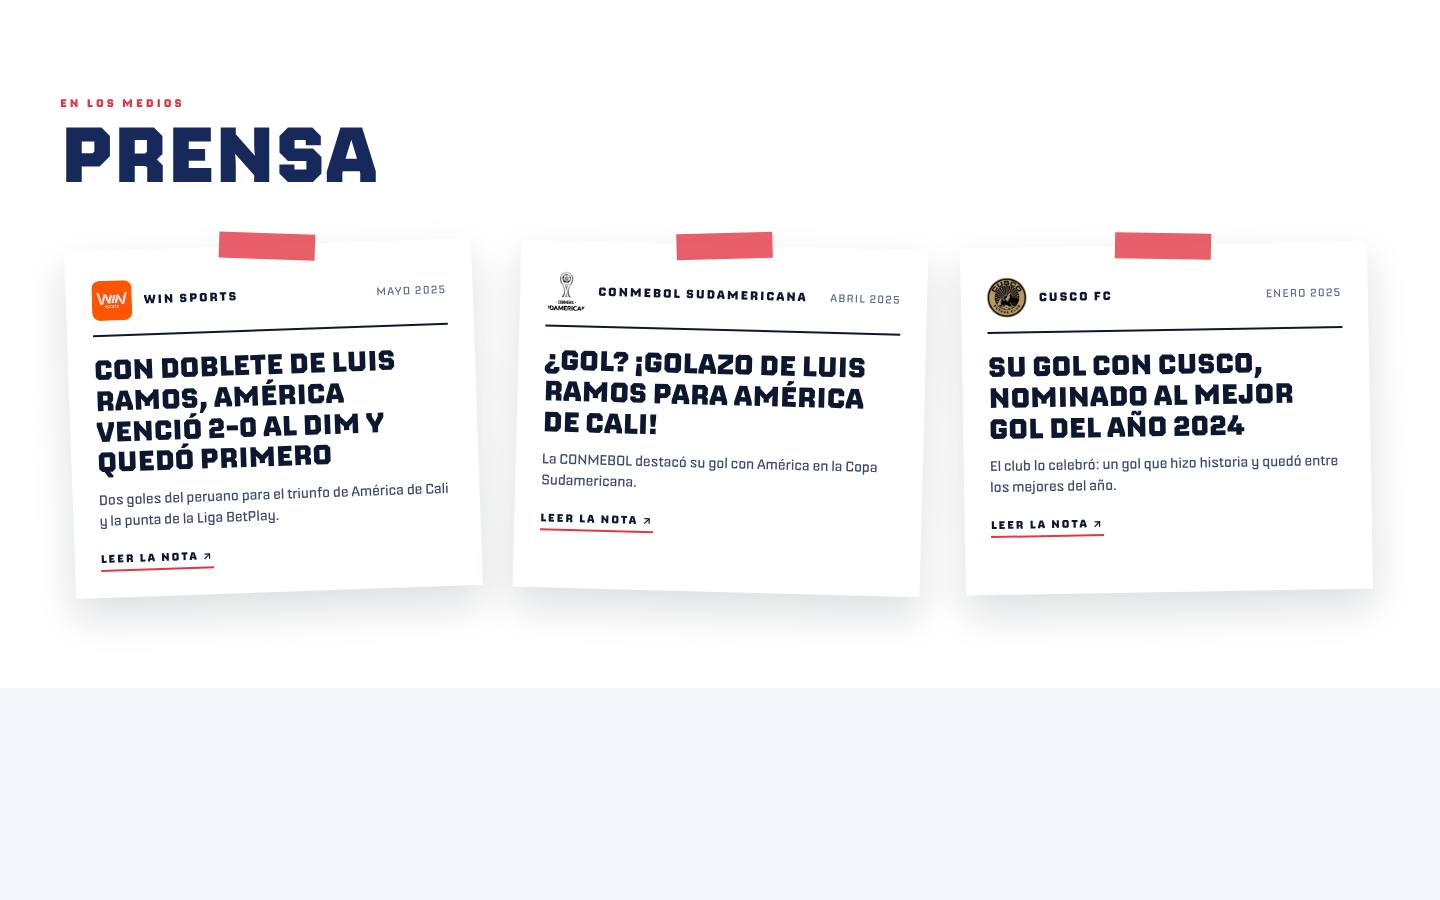 EN LOS MEDIOS
PRENSA
WIN SPORTS
MAYO 2025
CON DOBLETE DE LUIS
RAMOS, AMÉRICA
VENCIÓ 2-0 AL DIM Y
QUEDÓ PRIMERO
Dos goles del peruano para el triunfo de América de Cali
y la punta de la Liga BetPlay.
LEER LA NOTA ↗
CONMEBOL SUDAMERICANA
ABRIL 2025
¿GOL? ¡GOLAZO DE LUIS
RAMOS PARA AMÉRICA
DE CALI!
La CONMEBOL destacó su gol con América en la Copa
Sudamericana.
LEER LA NOTA ↗
CUSCO FC
ENERO 2025
SU GOL CON CUSCO,
NOMINADO AL MEJOR
GOL DEL AÑO 2024
El club lo celebró: un gol que hizo historia y quedó entre
los mejores del año.
LEER LA NOTA ↗